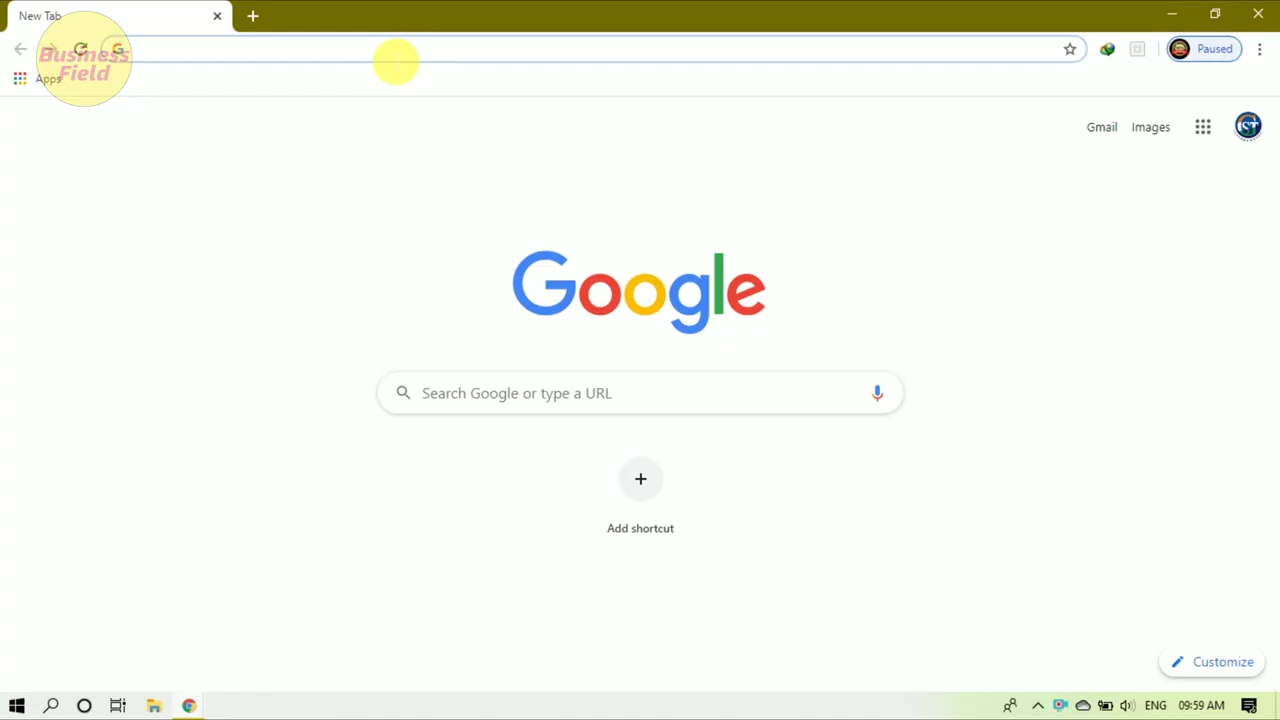 New Tab
Paused
Business
Field
Apps
Gmail
Images
IST
Google
Search Google or type a URL
Add shortcut
Customize
ENG
09:59 AM